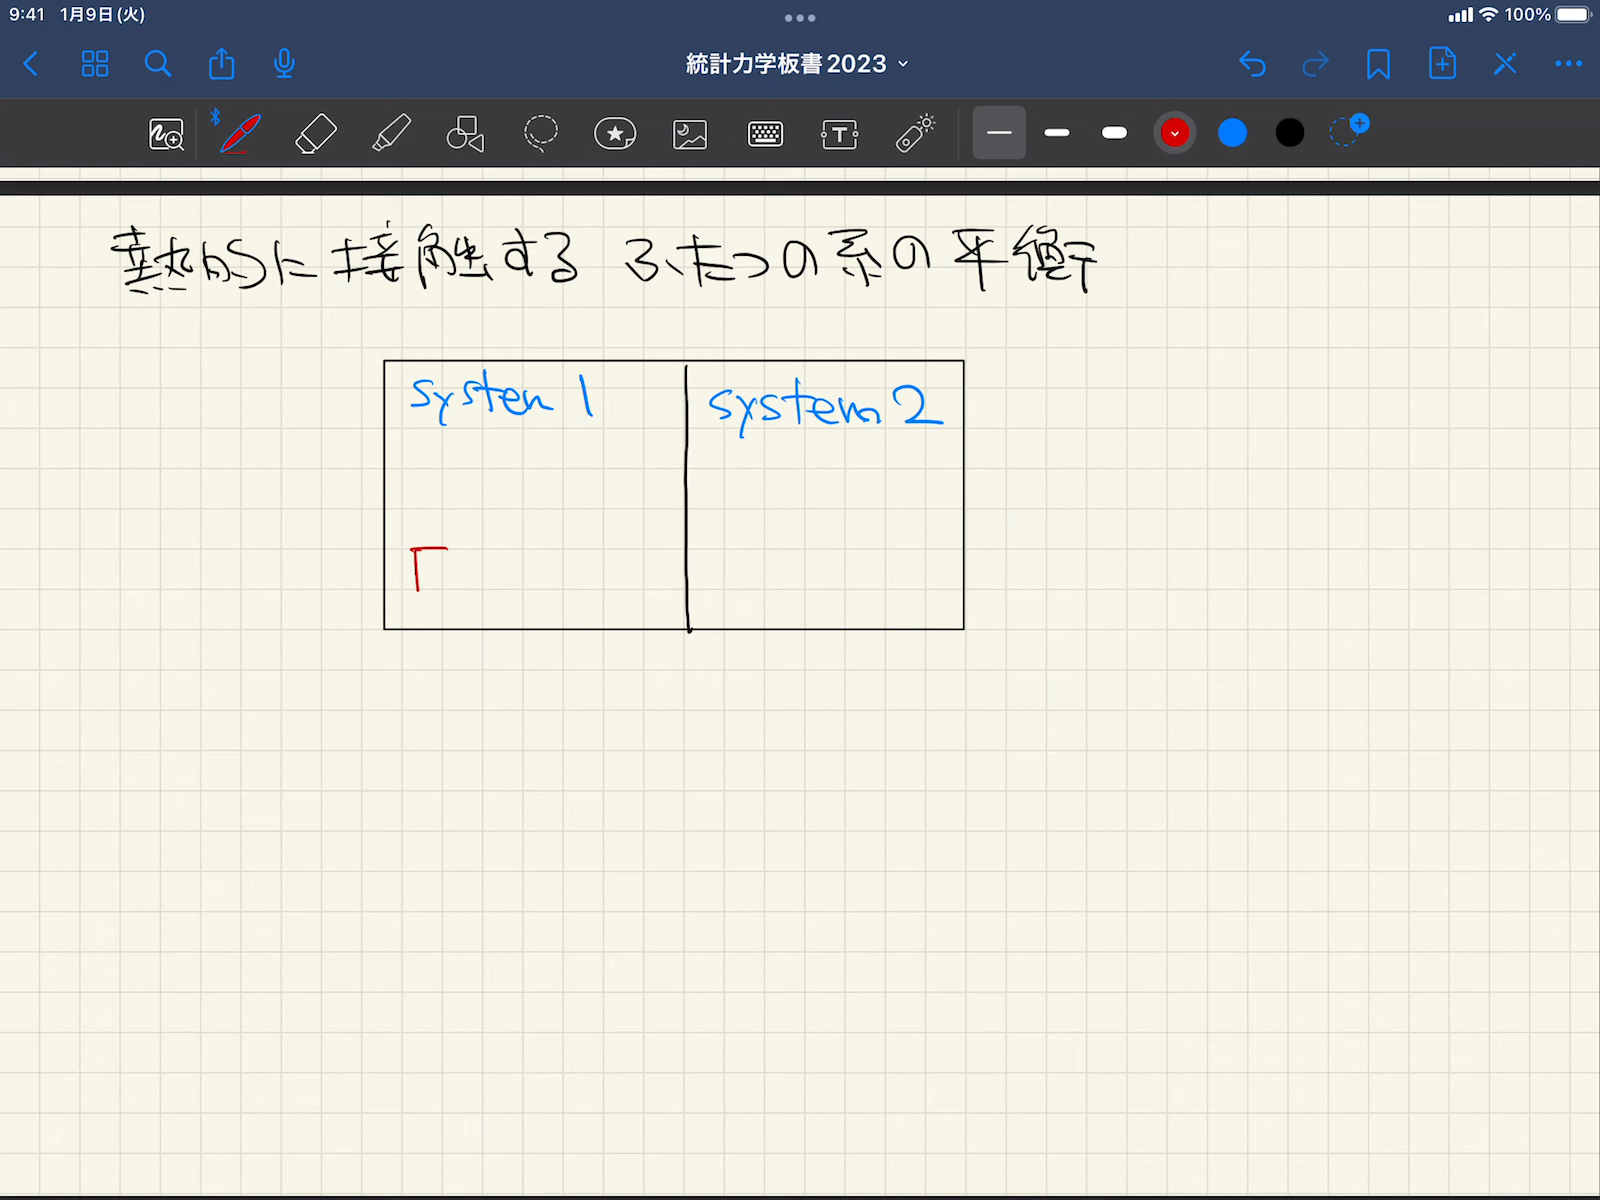 9:41 1月9日(火) 100%
統計力学板書2023
熱的に接触する ふたつの系の平衡
system 1 system 2